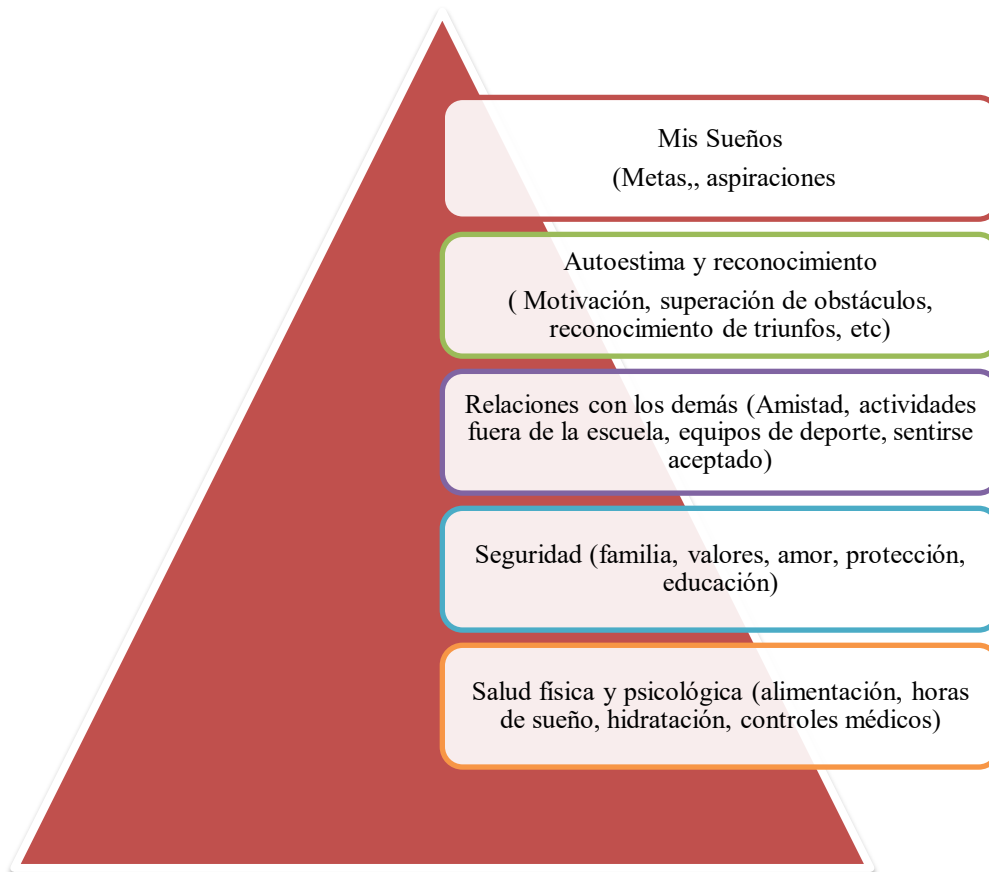 Mis Sueños
(Metas,, aspiraciones
Autoestima y reconocimiento
( Motivación, superación de obstáculos,
reconocimiento de triunfos, etc)
Relaciones con los demás (Amistad, actividades
fuera de la escuela, equipos de deporte, sentirse
aceptado)
Seguridad (familia, valores, amor, protección,
educación)
Salud física y psicológica (alimentación, horas
de sueño, hidratación, controles médicos)